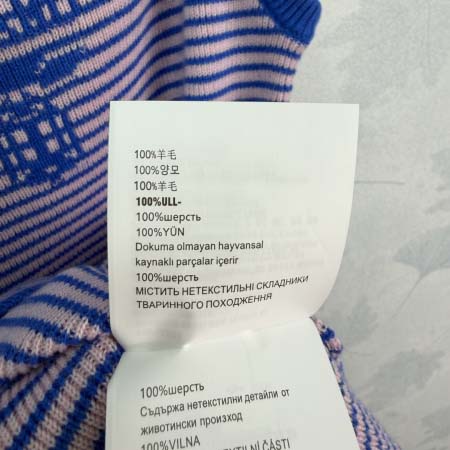 100%羊毛
100%양모
100%羊毛
100%ULL-
100%шерсть
100%YÜN
Dokuma olmayan hayvansal
kaynaklı parçalar içerir
100%шерсть
МІСТИТЬ НЕТЕКСТИЛЬНІ СКЛАДНИКИ
ТВАРИННОГО ПОХОДЖЕННЯ
100%шерсть
Съдържа нетекстилни детайли от
животински произход
100%VILNA
ČÁSTI